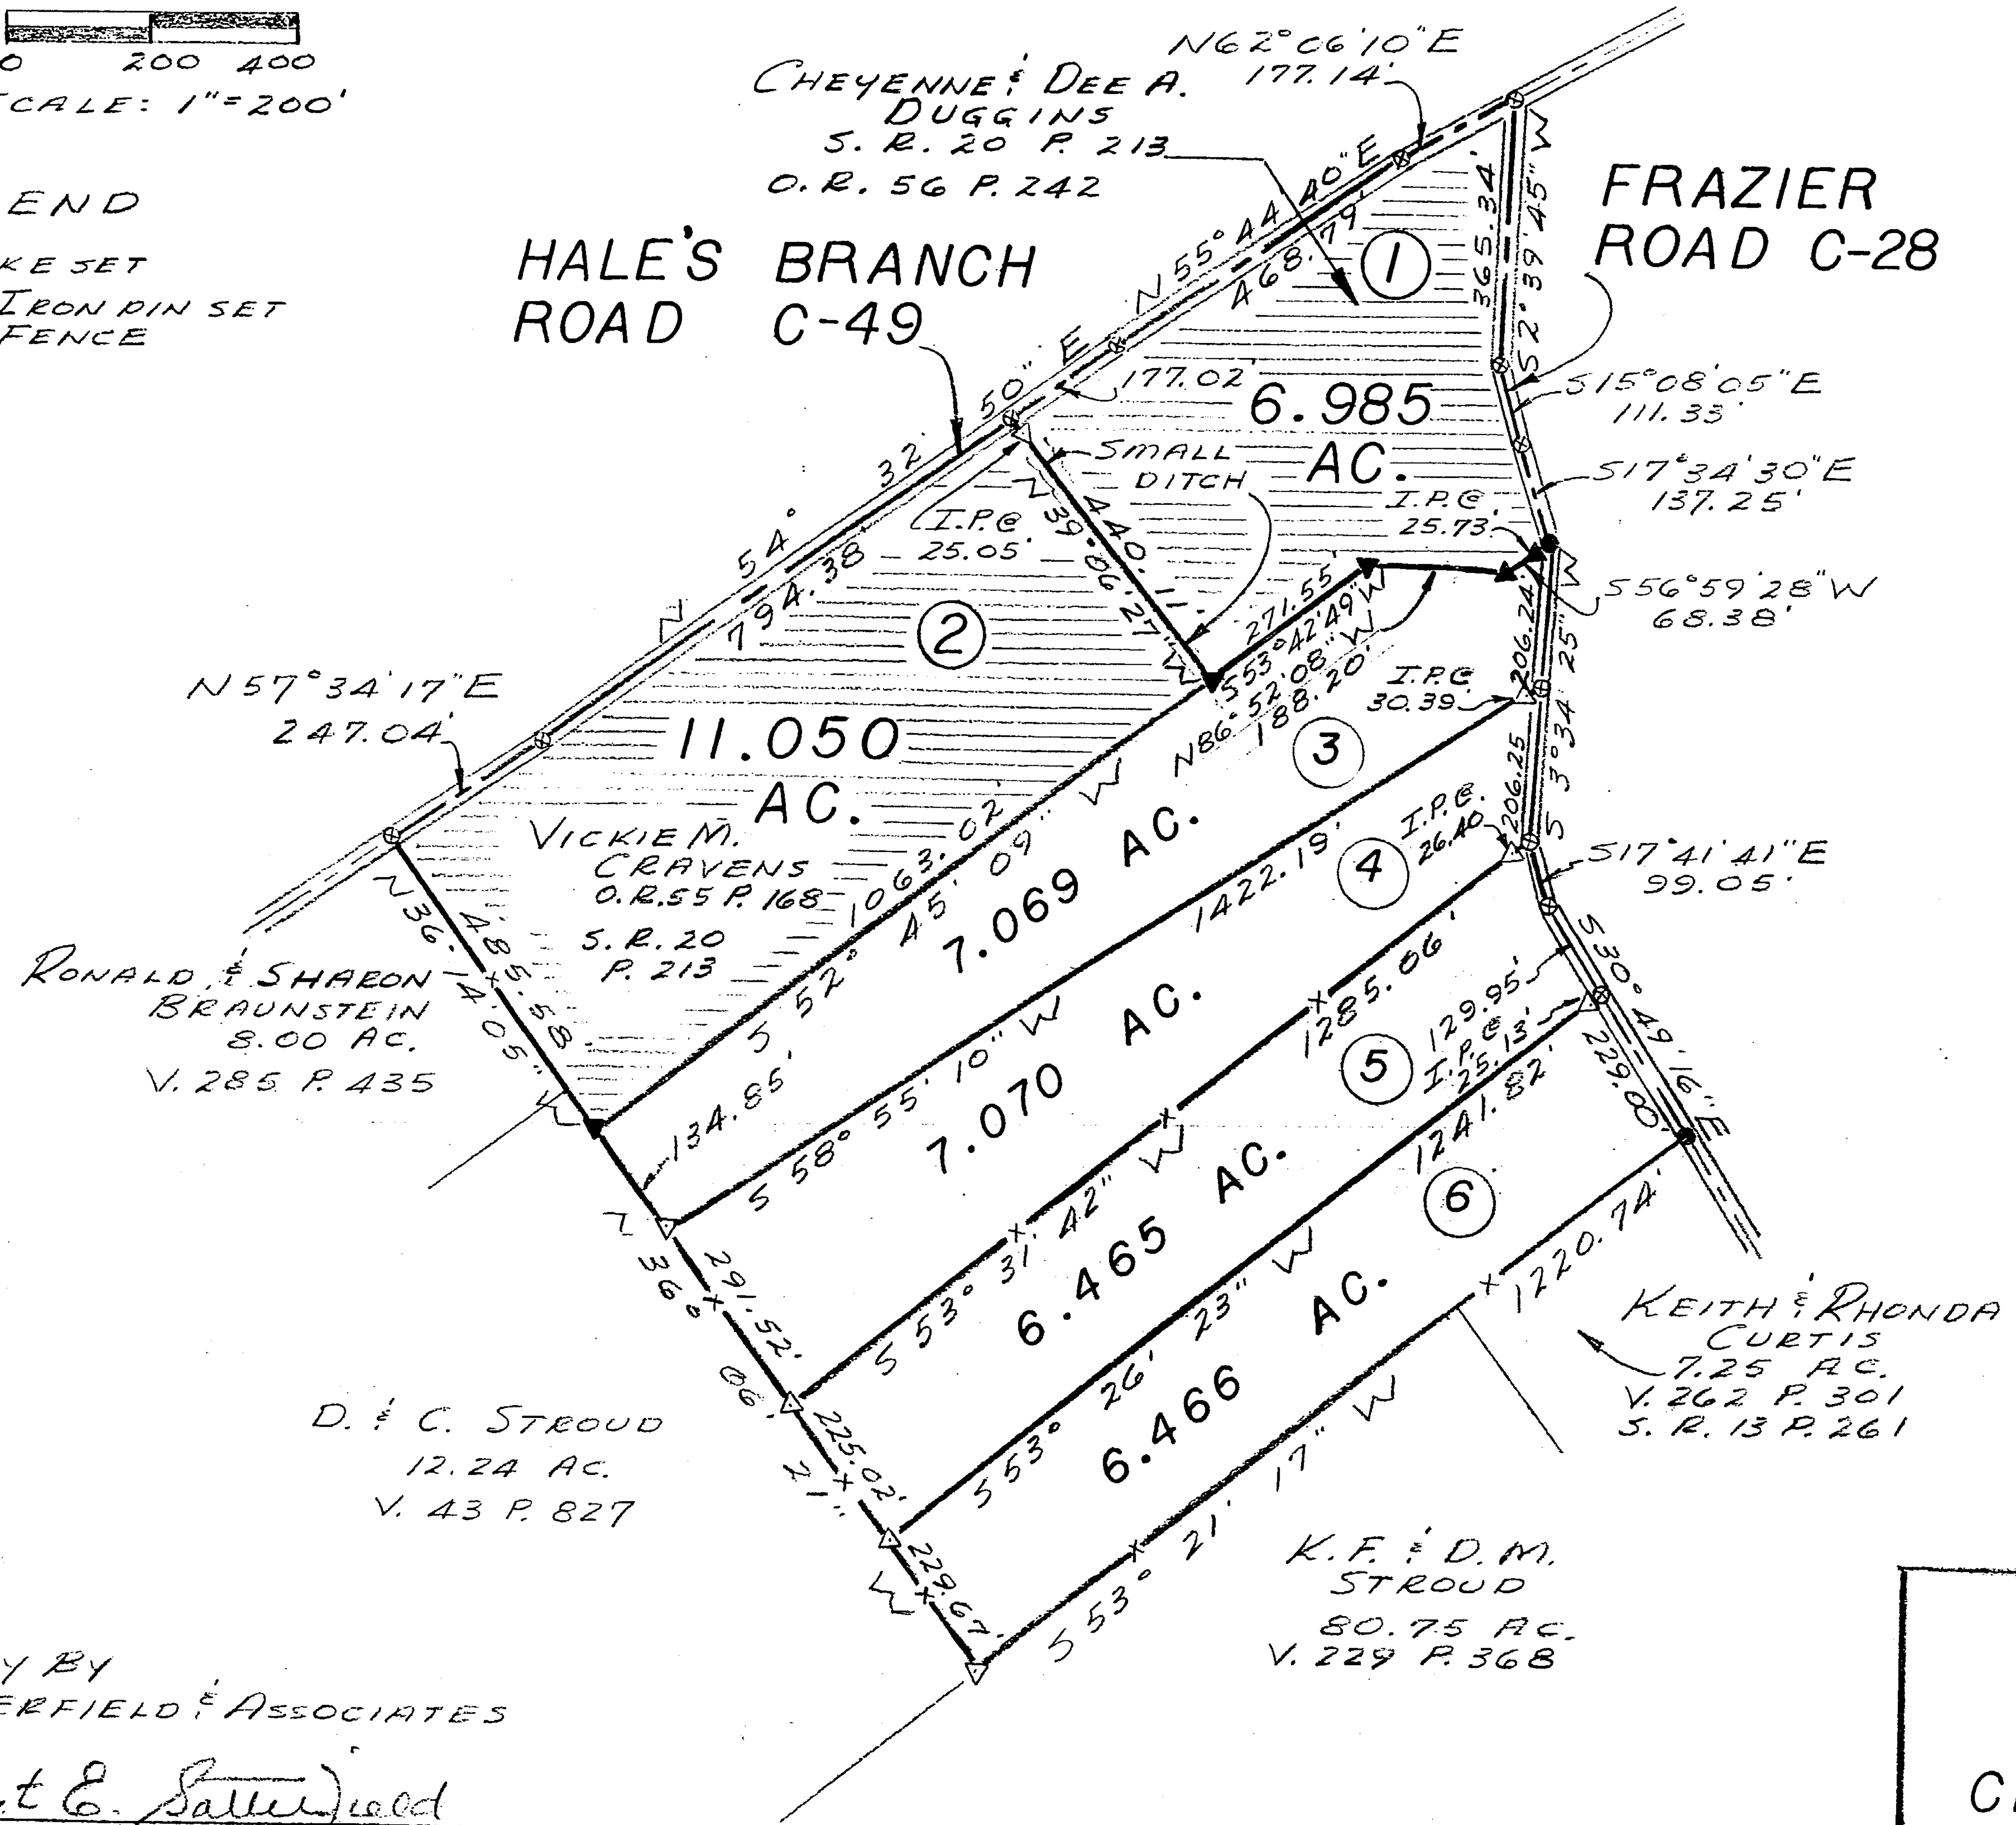 0 200 400
SCALE: 1"=200'
END
KE SET
IRON PIN SET
FENCE
CHEYENNE & DEE A.
DUGGINS
S. R. 20 P. 213
O. R. 56 P. 242
N62°06'10"E
177.14'
HALE'S BRANCH
ROAD C-49
FRAZIER
ROAD C-28
N55°44'40"E
468.79'
1
365.34'
S2°39'45"W
177.02'
6.985
AC.
S15°08'05"E
111.33'
S17°34'30"E
137.25'
SMALL
DITCH
I.P.@
25.73'
S56°59'28"W
68.38'
N 54° 32' 50" E
794.38'
I.P.@
25.05'
440.11'
N39°06'27"W
2
271.55'
S53°42'49"W
N86°52'08"W
188.20'
206.24'
I.P.@
30.39'
N57°34'17"E
247.04'
11.050
AC.
3
206.25
S 3°34'25" W
VICKIE M.
CRAVENS
O.R.55 P. 168
S. R. 20
P. 213
1063.02'
S 52° 45' 09" W
7.069 AC.
1422.19'
4
I.P.@.
26.40
S17°41'41"E
99.05'
RONALD & SHARON
BRAUNSTEIN
8.00 AC.
V. 285 P. 435
485.58
N36°14'05"W
134.85'
S 58° 55' 10" W
7.070 AC.
1285.06'
5
129.95'
I.P.@
25.13'
S30°49'16"E
229.00'
S 53° 31' 42" W
6.465 AC.
1241.82'
6
N 36° 06' 21" W
291.52'
225.02'
229.67'
S 53° 26' 23" W
6.466 AC.
1220.74'
S 53° 21' 17" W
KEITH & RHONDA
CURTIS
7.25 AC.
V. 262 P. 301
S. R. 13 P. 261
D. & C. STROUD
12.24 AC.
V. 43 P. 827
K.F. & D.M.
STROUD
80.75 AC.
V. 229 P. 368
Y BY
ERFIELD & ASSOCIATES
t E. Satterfield
C